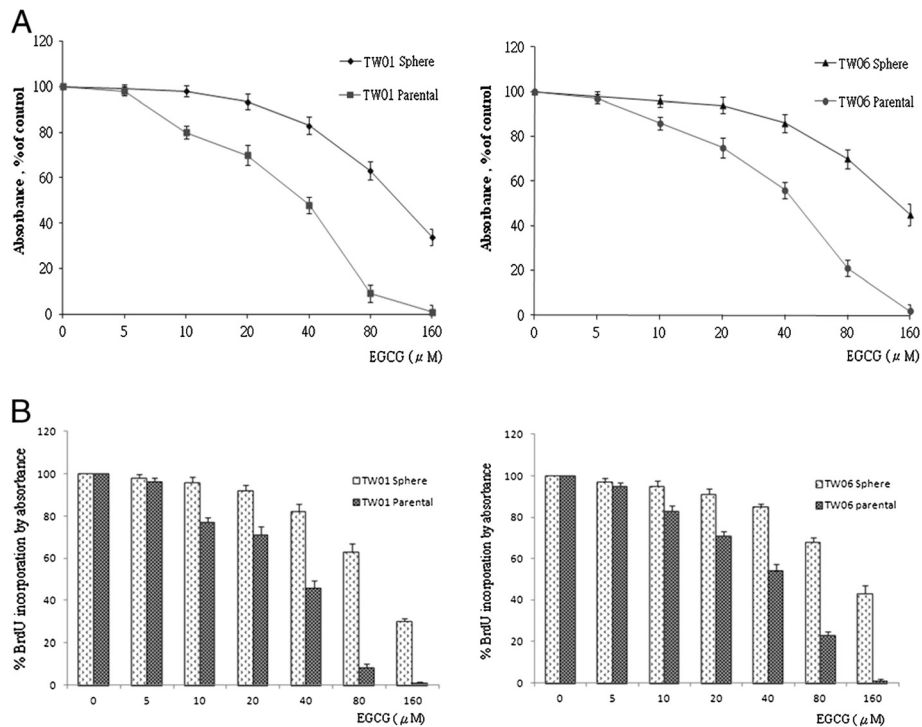 A
120
100
80
60
40
20
0
Absorbance , % of control
TW01 Sphere
TW01 Parental
0 5 10 20 40 80 160
EGCG ( μ M)
120
100
80
60
40
20
0
Absorbance , % of control
TW06 Sphere
TW06 Parental
0 5 10 20 40 80 160
EGCG ( μ M)
B
120
100
80
60
40
20
0
% BrdU incorporation by absorbance
TW01 Sphere
TW01 Parental
0 5 10 20 40 80 160
EGCG ( μ M)
120
100
80
60
40
20
0
% BrdU incorporation by absorbance
TW06 Sphere
TW06 parental
0 5 10 20 40 80 160
EGCG ( μ M)